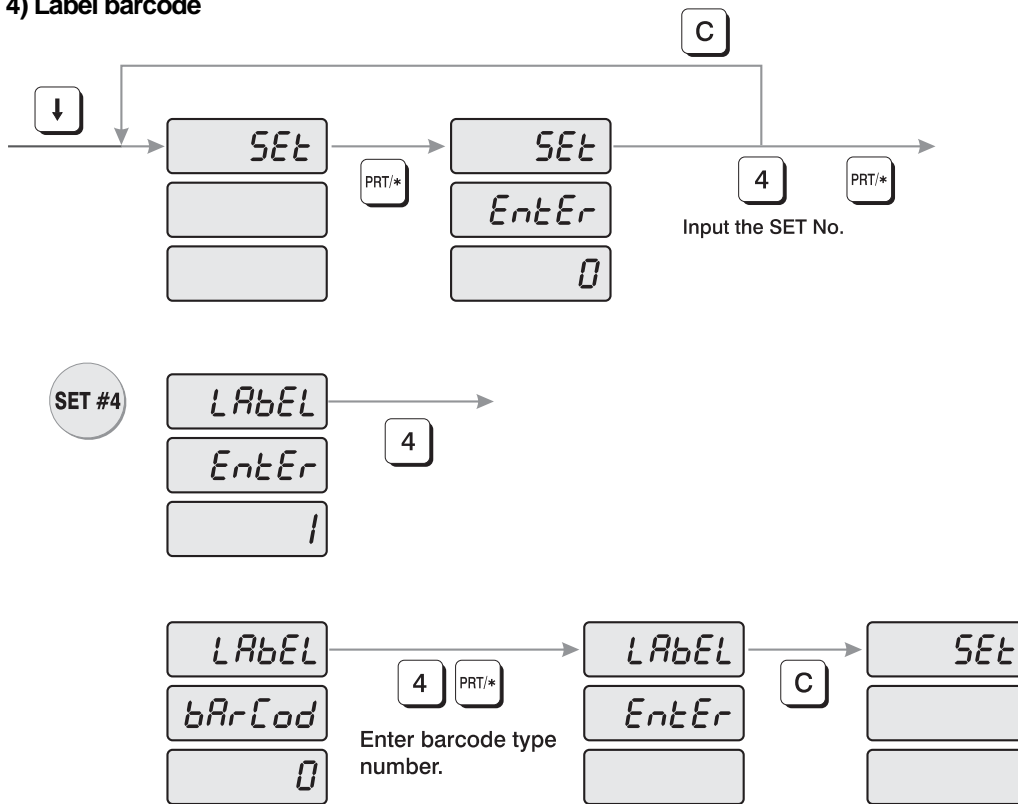 4) Label barcode
C
↓
SEt
PRT/*
SEt
EntEr
0
4
PRT/*
Input the SET No.
SET #4
LAbEL
EntEr
1
4
LAbEL
bArCod
0
4 PRT/*
Enter barcode type
number.
LAbEL
EntEr
C
SEt